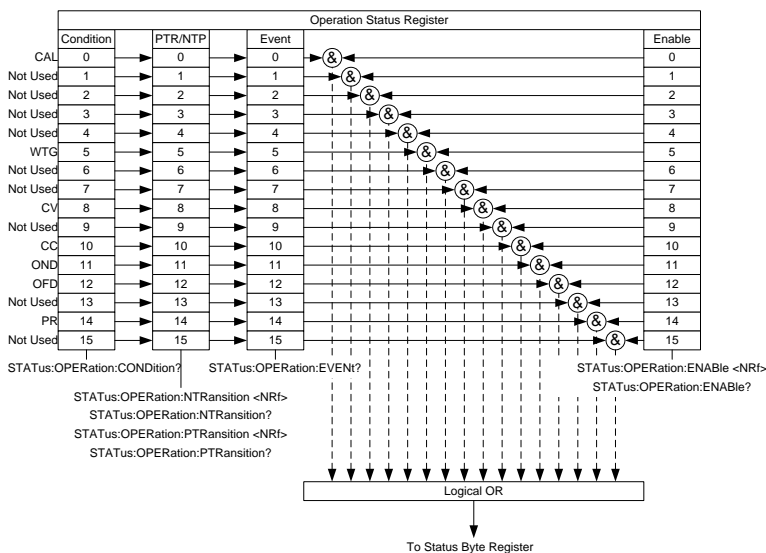 Operation Status Register
Condition PTR/NTP Event Enable
CAL 0 0 0 & 0
Not Used 1 1 1 & 1
Not Used 2 2 2 & 2
Not Used 3 3 3 & 3
Not Used 4 4 4 & 4
WTG 5 5 5 & 5
Not Used 6 6 6 & 6
Not Used 7 7 7 & 7
CV 8 8 8 & 8
Not Used 9 9 9 & 9
CC 10 10 10 & 10
OND 11 11 11 & 11
OFD 12 12 12 & 12
Not Used 13 13 13 & 13
PR 14 14 14 & 14
Not Used 15 15 15 & 15
STATus:OPERation:CONDition? STATus:OPERation:EVENt? STATus:OPERation:ENABle <NRf>
STATus:OPERation:ENABle?
STATus:OPERation:NTRansition <NRf>
STATus:OPERation:NTRansition?
STATus:OPERation:PTRansition <NRf>
STATus:OPERation:PTRansition?
Logical OR
To Status Byte Register